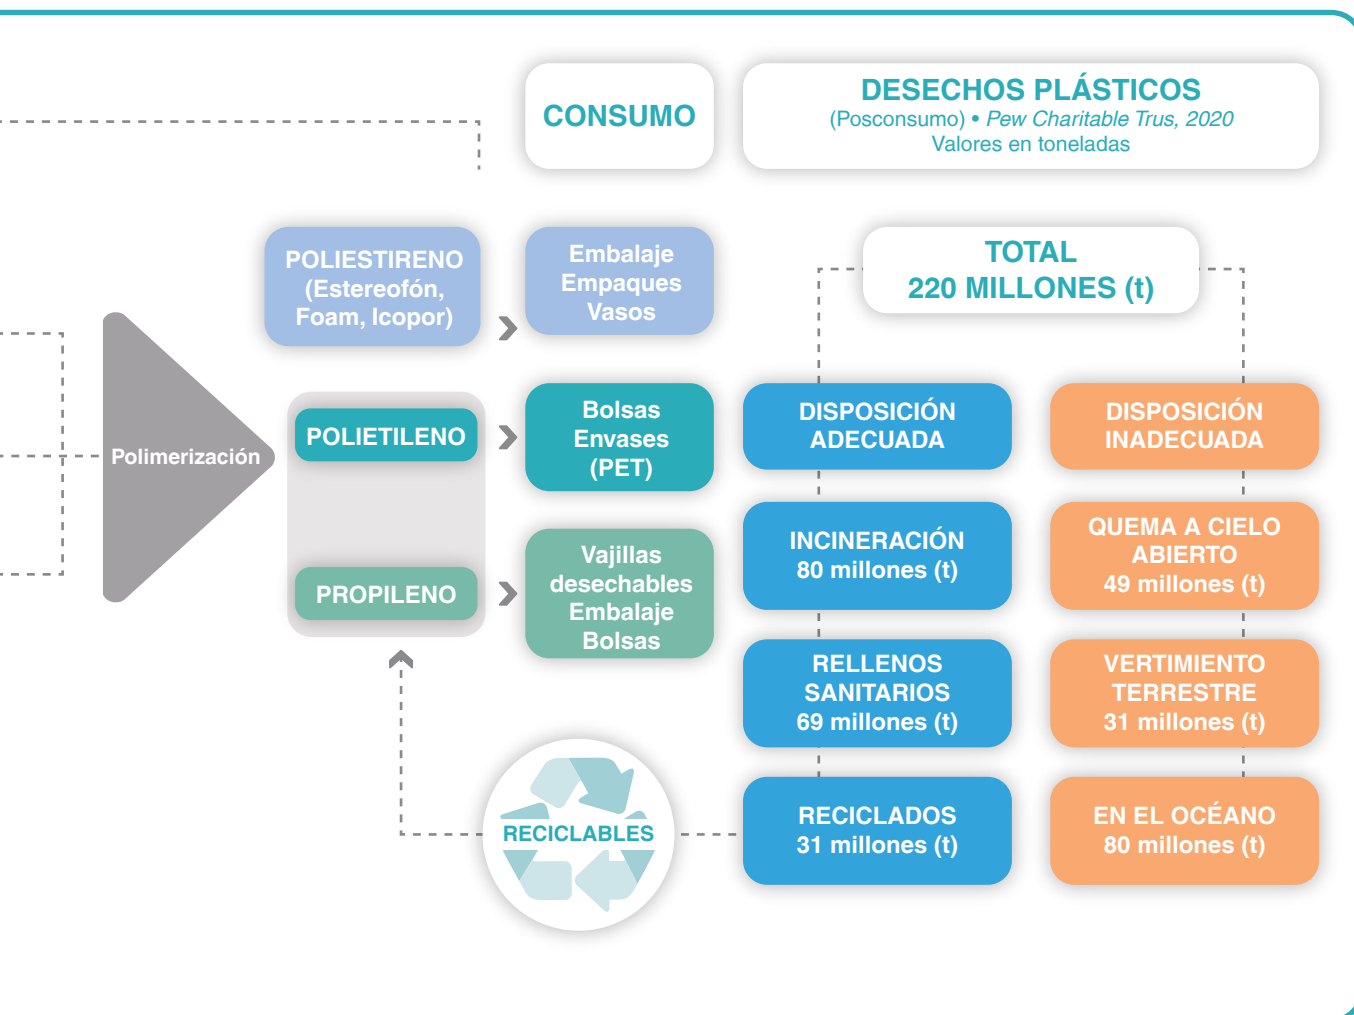 CONSUMO
DESECHOS PLÁSTICOS
(Posconsumo) • Pew Charitable Trus, 2020
Valores en toneladas
TOTAL
220 MILLONES (t)
POLIESTIRENO
(Estereofón,
Foam, Icopor)
Embalaje
Empaques
Vasos
Polimerización
POLIETILENO
Bolsas
Envases
(PET)
PROPILENO
Vajillas
desechables
Embalaje
Bolsas
DISPOSICIÓN
ADECUADA
INCINERACIÓN
80 millones (t)
RELLENOS
SANITARIOS
69 millones (t)
RECICLADOS
31 millones (t)
DISPOSICIÓN
INADECUADA
QUEMA A CIELO
ABIERTO
49 millones (t)
VERTIMIENTO
TERRESTRE
31 millones (t)
EN EL OCÉANO
80 millones (t)
RECICLABLES